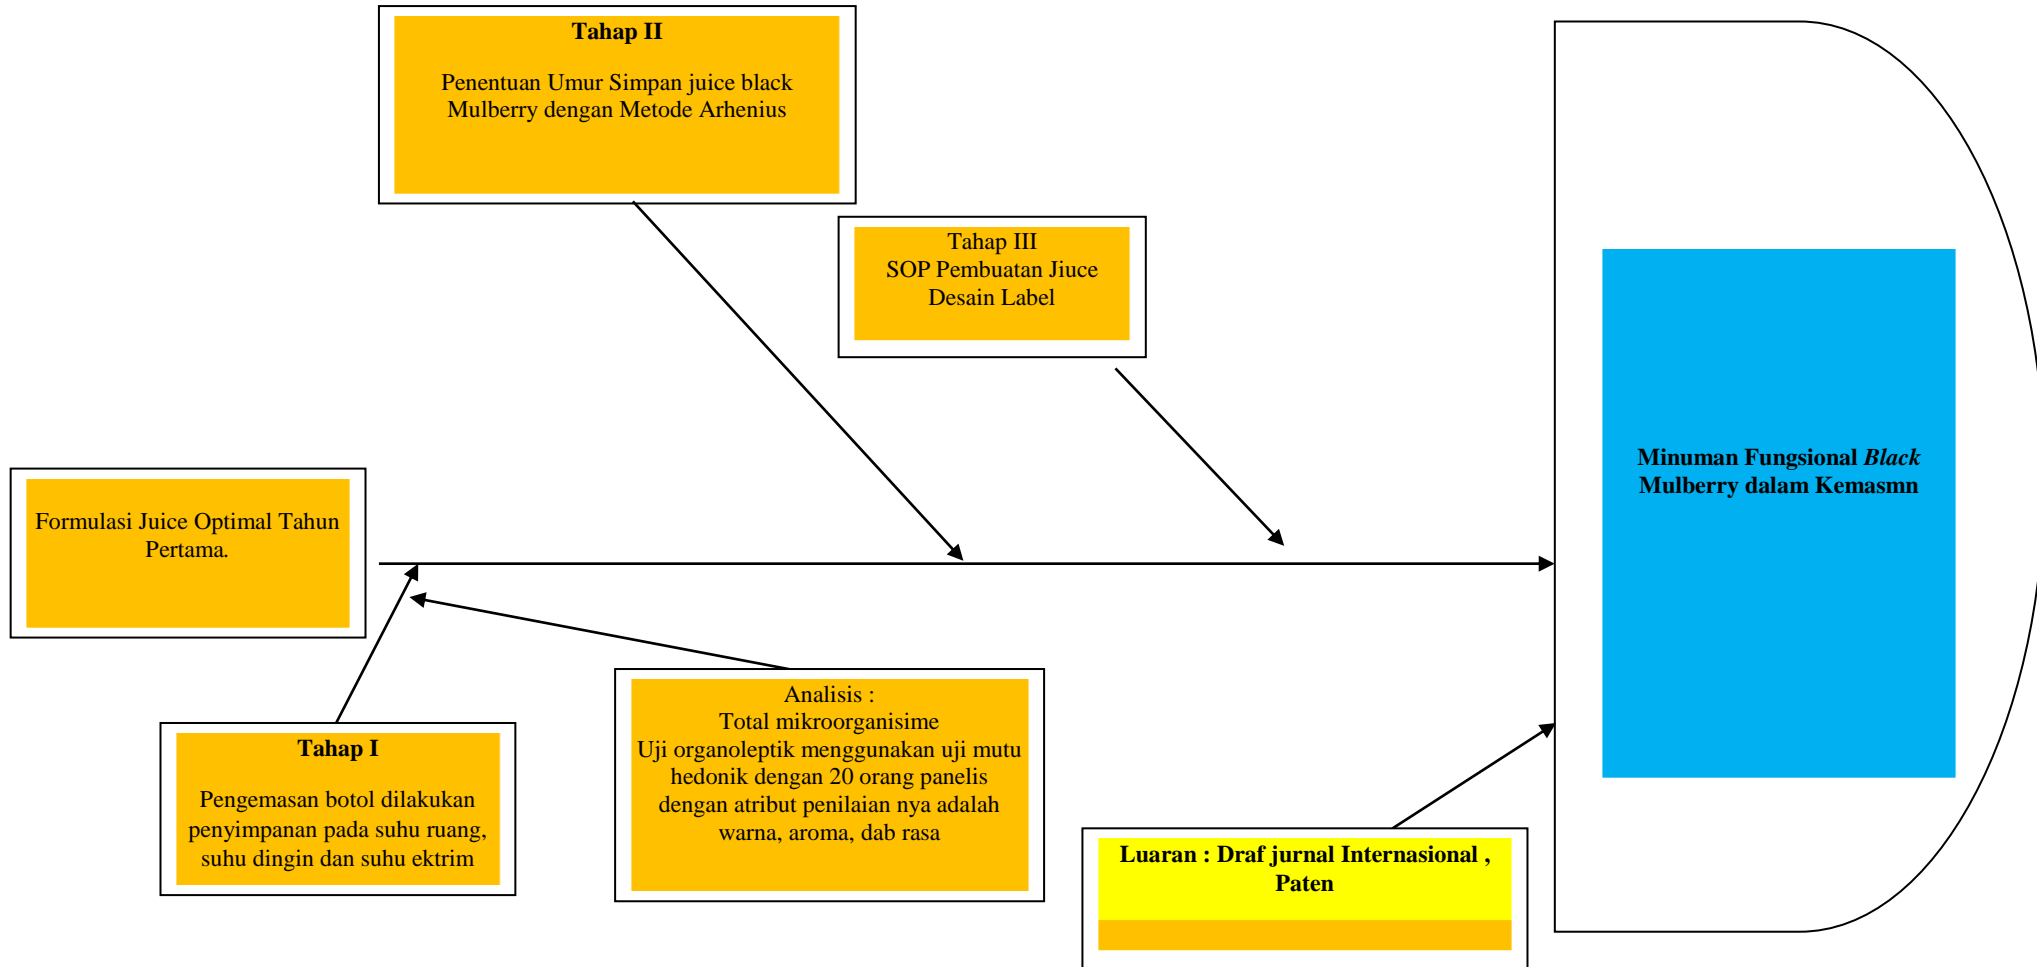 Tahap II
Penentuan Umur Simpan juice black
Mulberry dengan Metode Arhenius
Tahap III
SOP Pembuatan Jiuce
Desain Label
Formulasi Juice Optimal Tahun
Pertama.
Minuman Fungsional Black
Mulberry dalam Kemasmn
Tahap I
Pengemasan botol dilakukan
penyimpanan pada suhu ruang,
suhu dingin dan suhu ektrim
Analisis :
Total mikroorganisime
Uji organoleptik menggunakan uji mutu
hedonik dengan 20 orang panelis
dengan atribut penilaian nya adalah
warna, aroma, dab rasa
Luaran : Draf jurnal Internasional ,
Paten